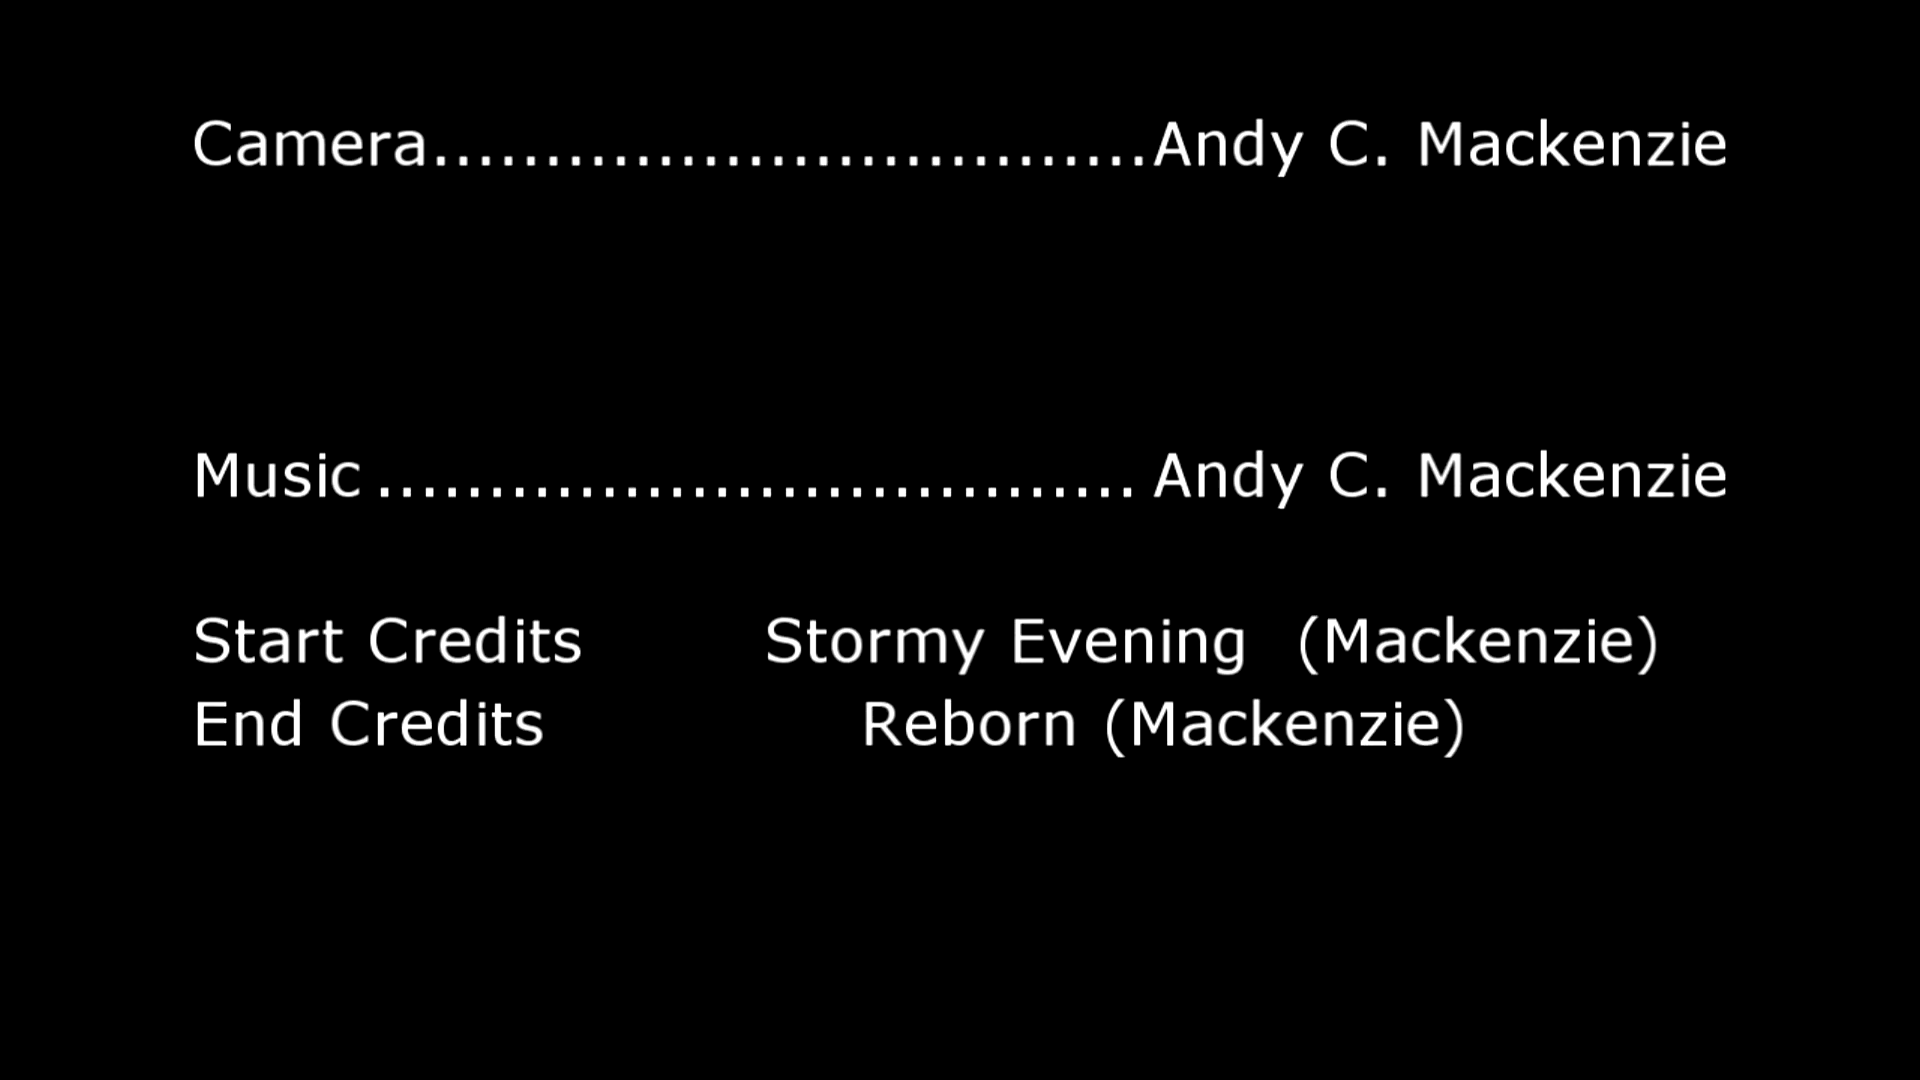 Camera................................Andy C. Mackenzie
Music .................................. Andy C. Mackenzie
Start Credits Stormy Evening (Mackenzie)
End Credits Reborn (Mackenzie)